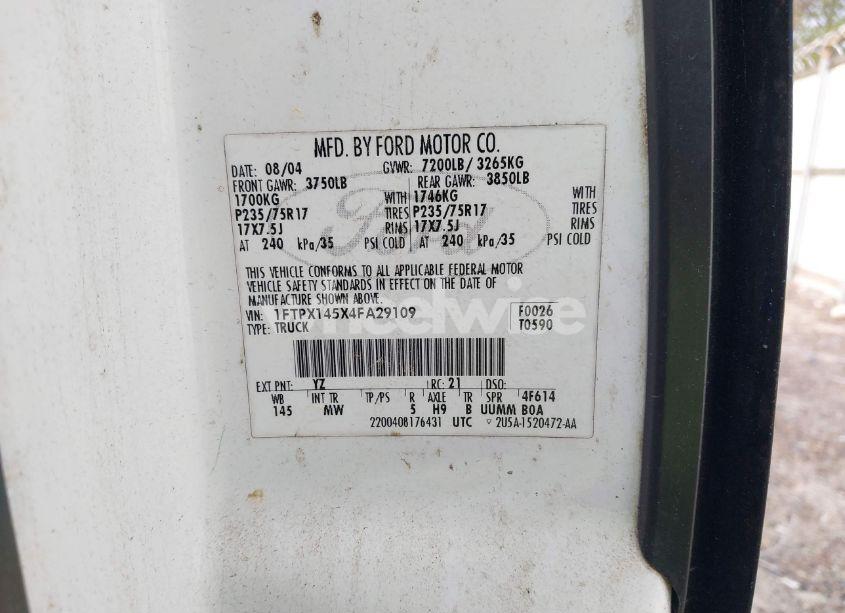 MFD. BY FORD MOTOR CO.
DATE 08/04 GVWR: 7200LB/ 3265KG
FRONT GAWR: 3750LB REAR GAWR: 3850LB
1700KG WITH 1746KG WITH
P235/75R17 TIRES P235/75R17 TIRES
17X7.5J RIMS 17X7.5J RIMS
AT 240 kPa/35 PSI COLD AT 240 kPa/35 PSI COLD
THIS VEHICLE CONFORMS TO ALL APPLICABLE FEDERAL MOTOR
VEHICLE SAFETY STANDARDS IN EFFECT ON THE DATE OF
MANUFACTURE SHOWN ABOVE.
VIN: 1FTPX145X4FA29109 F0026
TYPE: TRUCK T0590
EXT PNT: YZ RC: 21 DSO:
WB INT TR TP/PS R AXLE TR SPR 4F614
145 MW 5 H9 B UUMM BOA
2200408176431 UTC 2U5A-1520472-AA
Ford
wheelwise